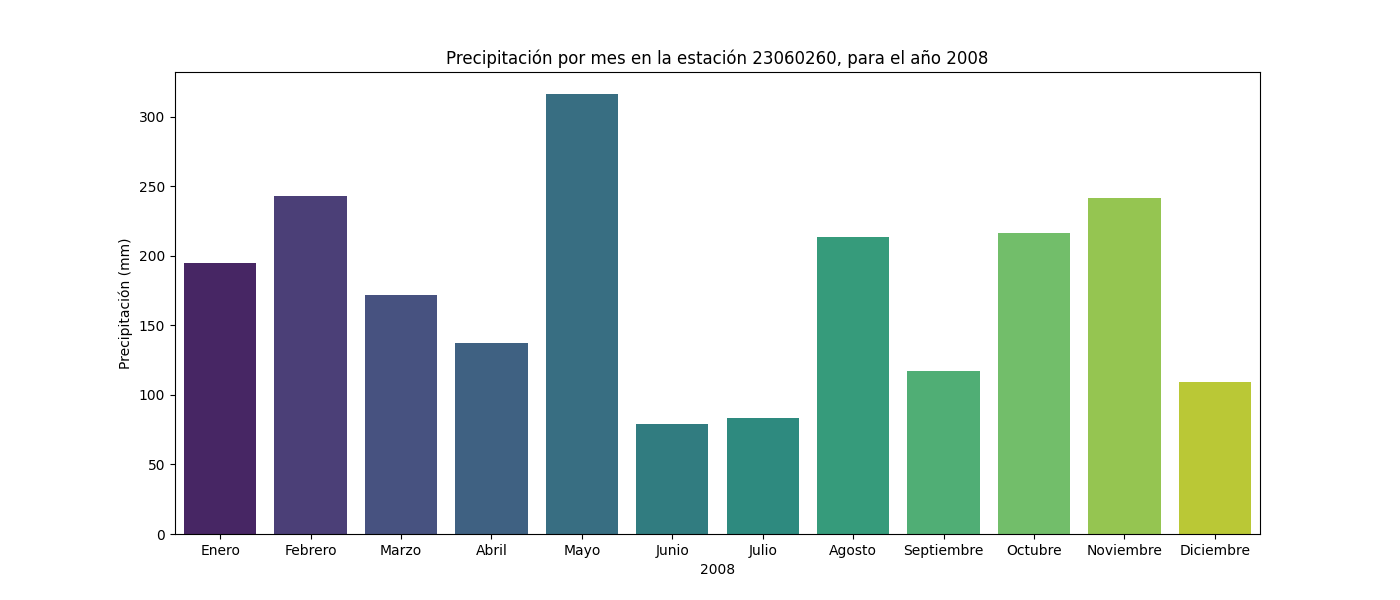 Precipitación por mes en la estación 23060260, para el año 2008
Precipitación (mm)
300
250
200
150
100
50
0
Enero Febrero Marzo Abril Mayo Junio Julio Agosto Septiembre Octubre Noviembre Diciembre
2008